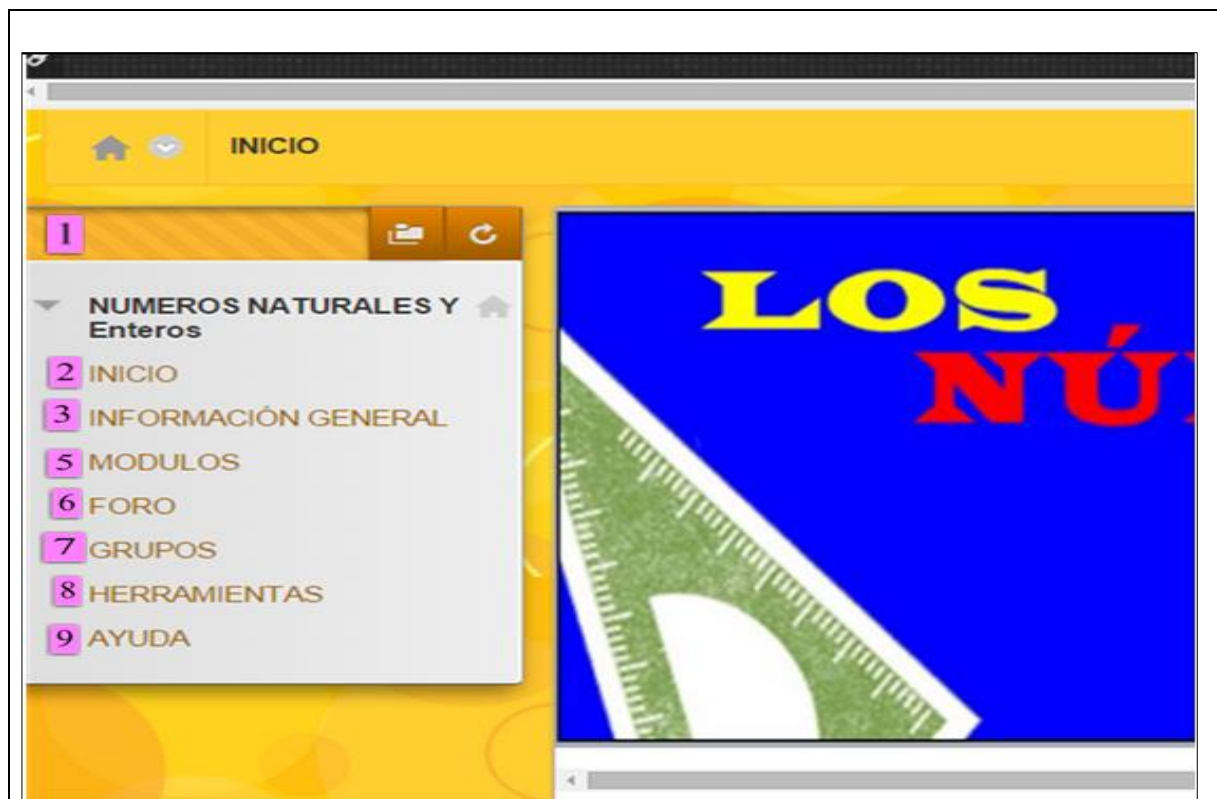 INICIO
1
NUMEROS NATURALES Y
Enteros
2 INICIO
3 INFORMACIÓN GENERAL
5 MODULOS
6 FORO
7 GRUPOS
8 HERRAMIENTAS
9 AYUDA
LOS
NÚ